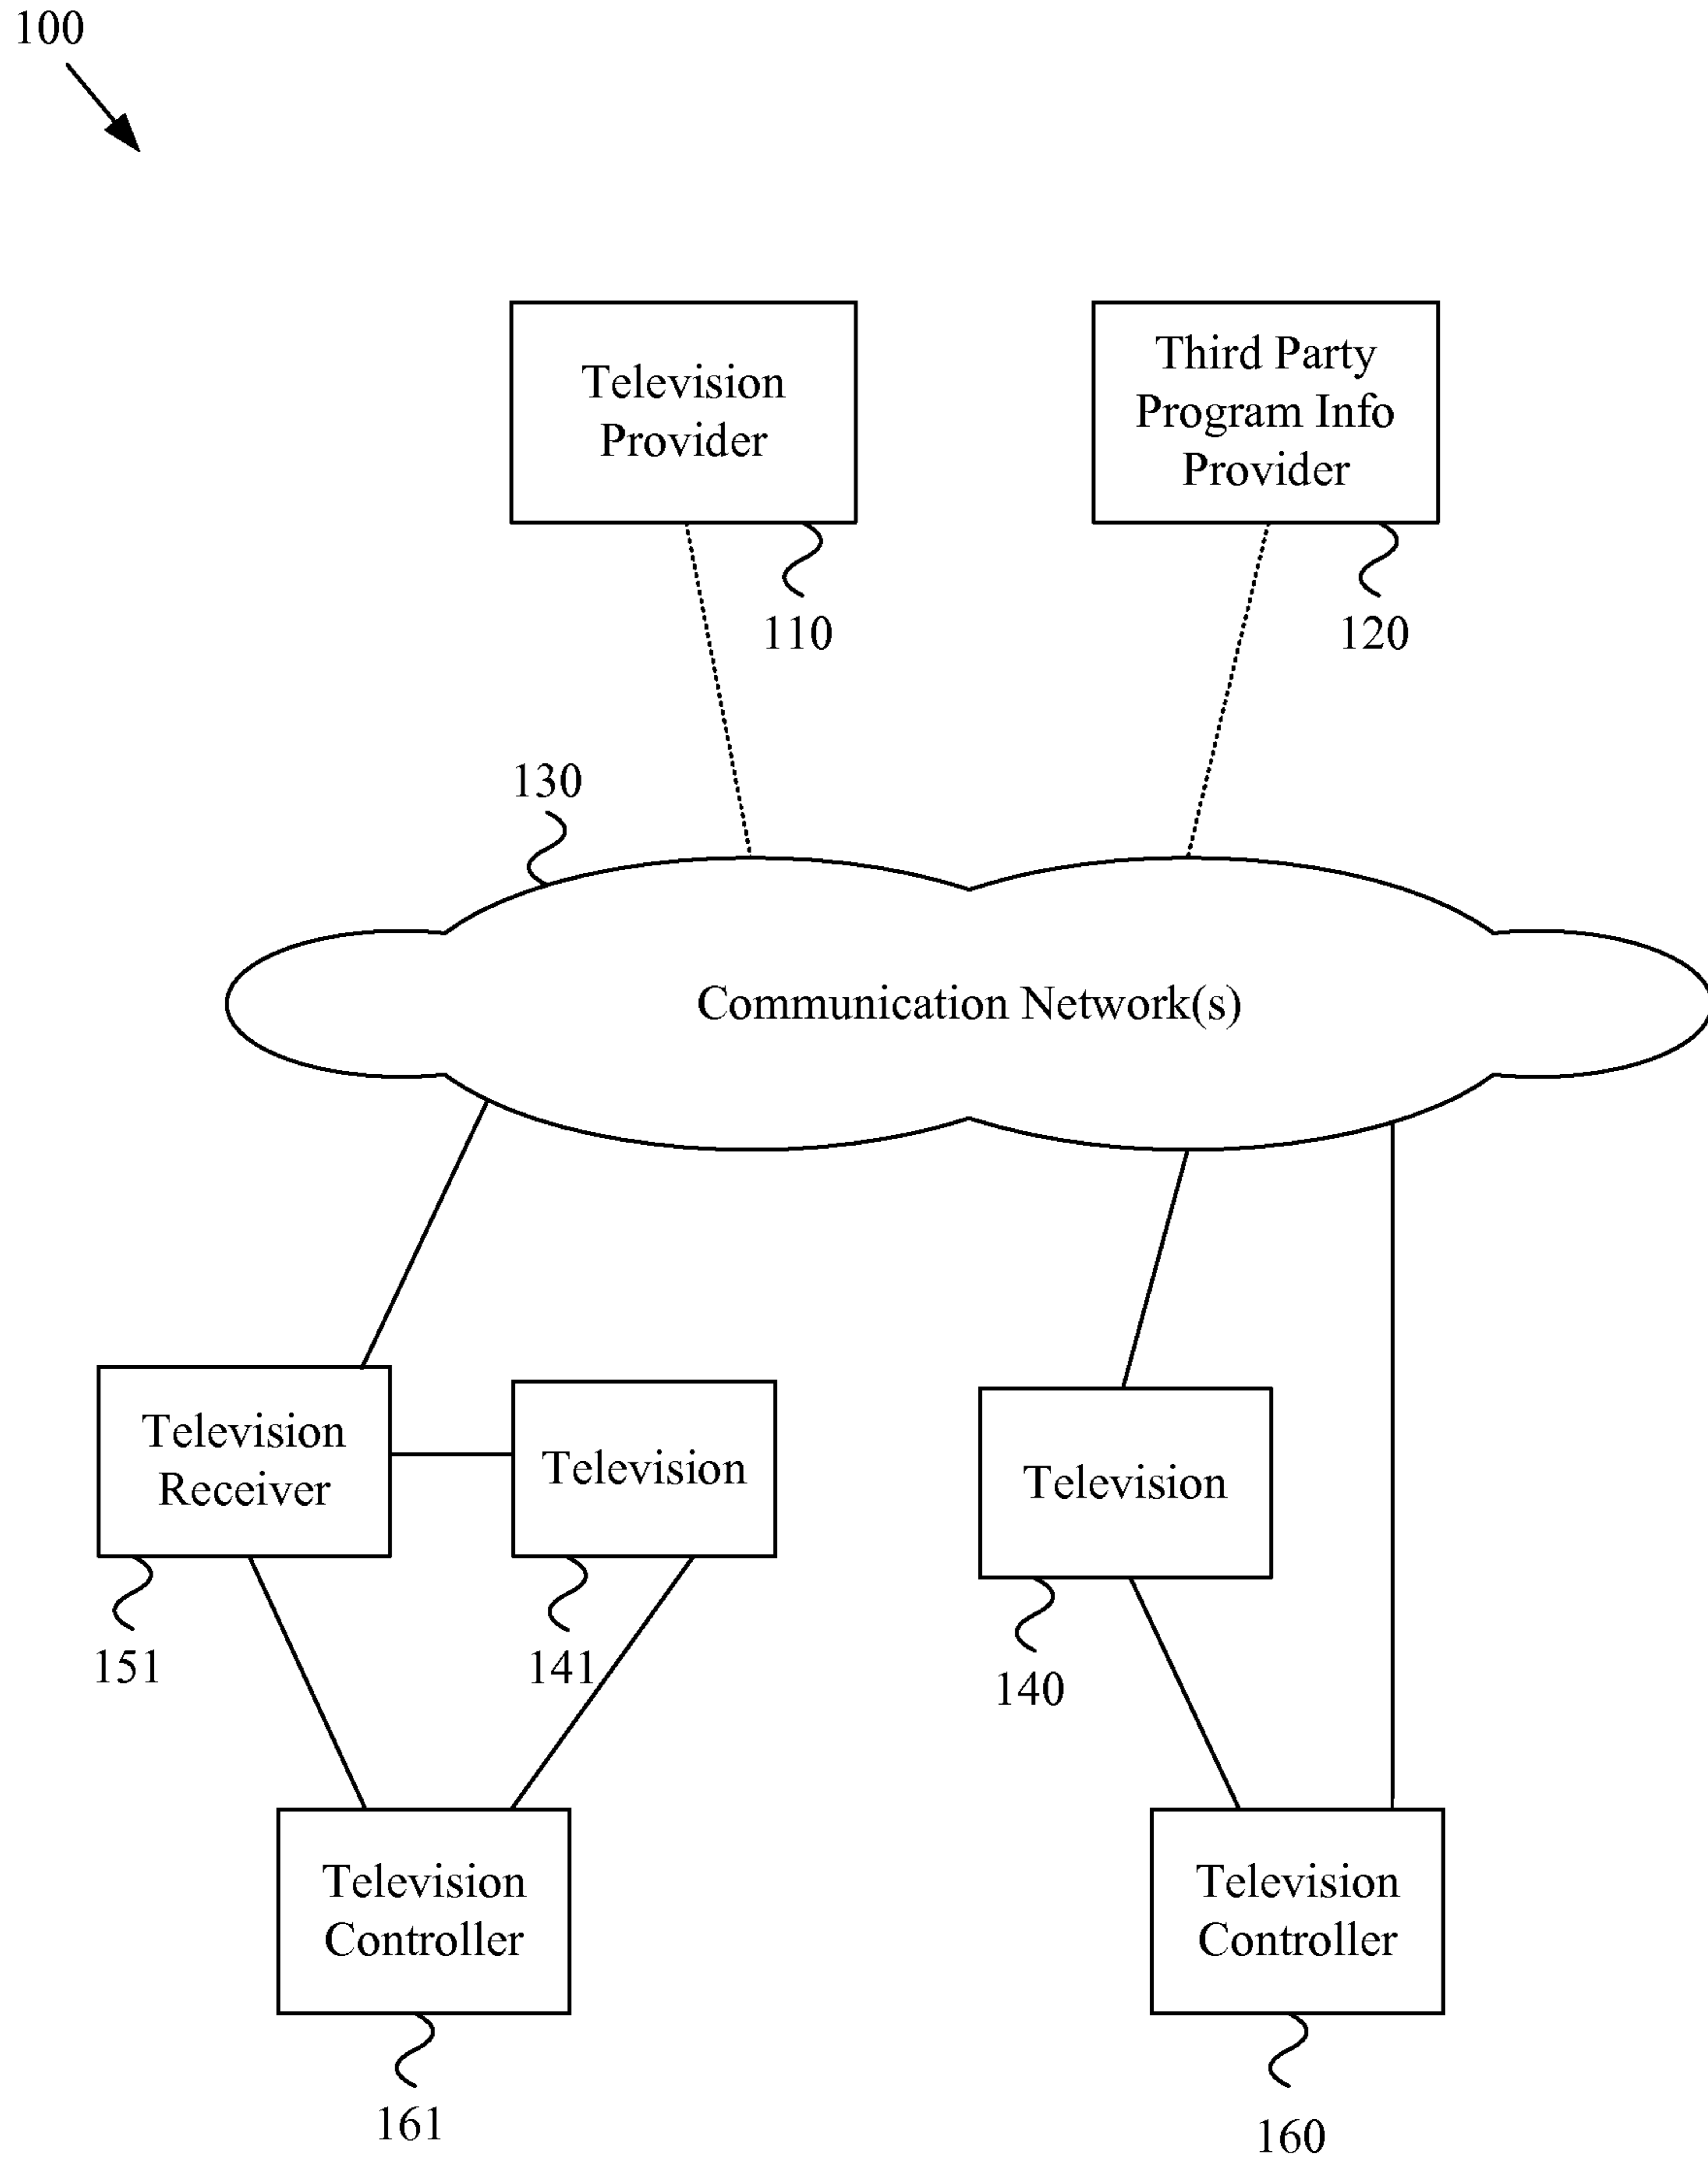 100
Television
Provider
110
Third Party
Program Info
Provider
120
130
Communication Network(s)
Television
Receiver
151
Television
141
Television
140
Television
Controller
161
Television
Controller
160